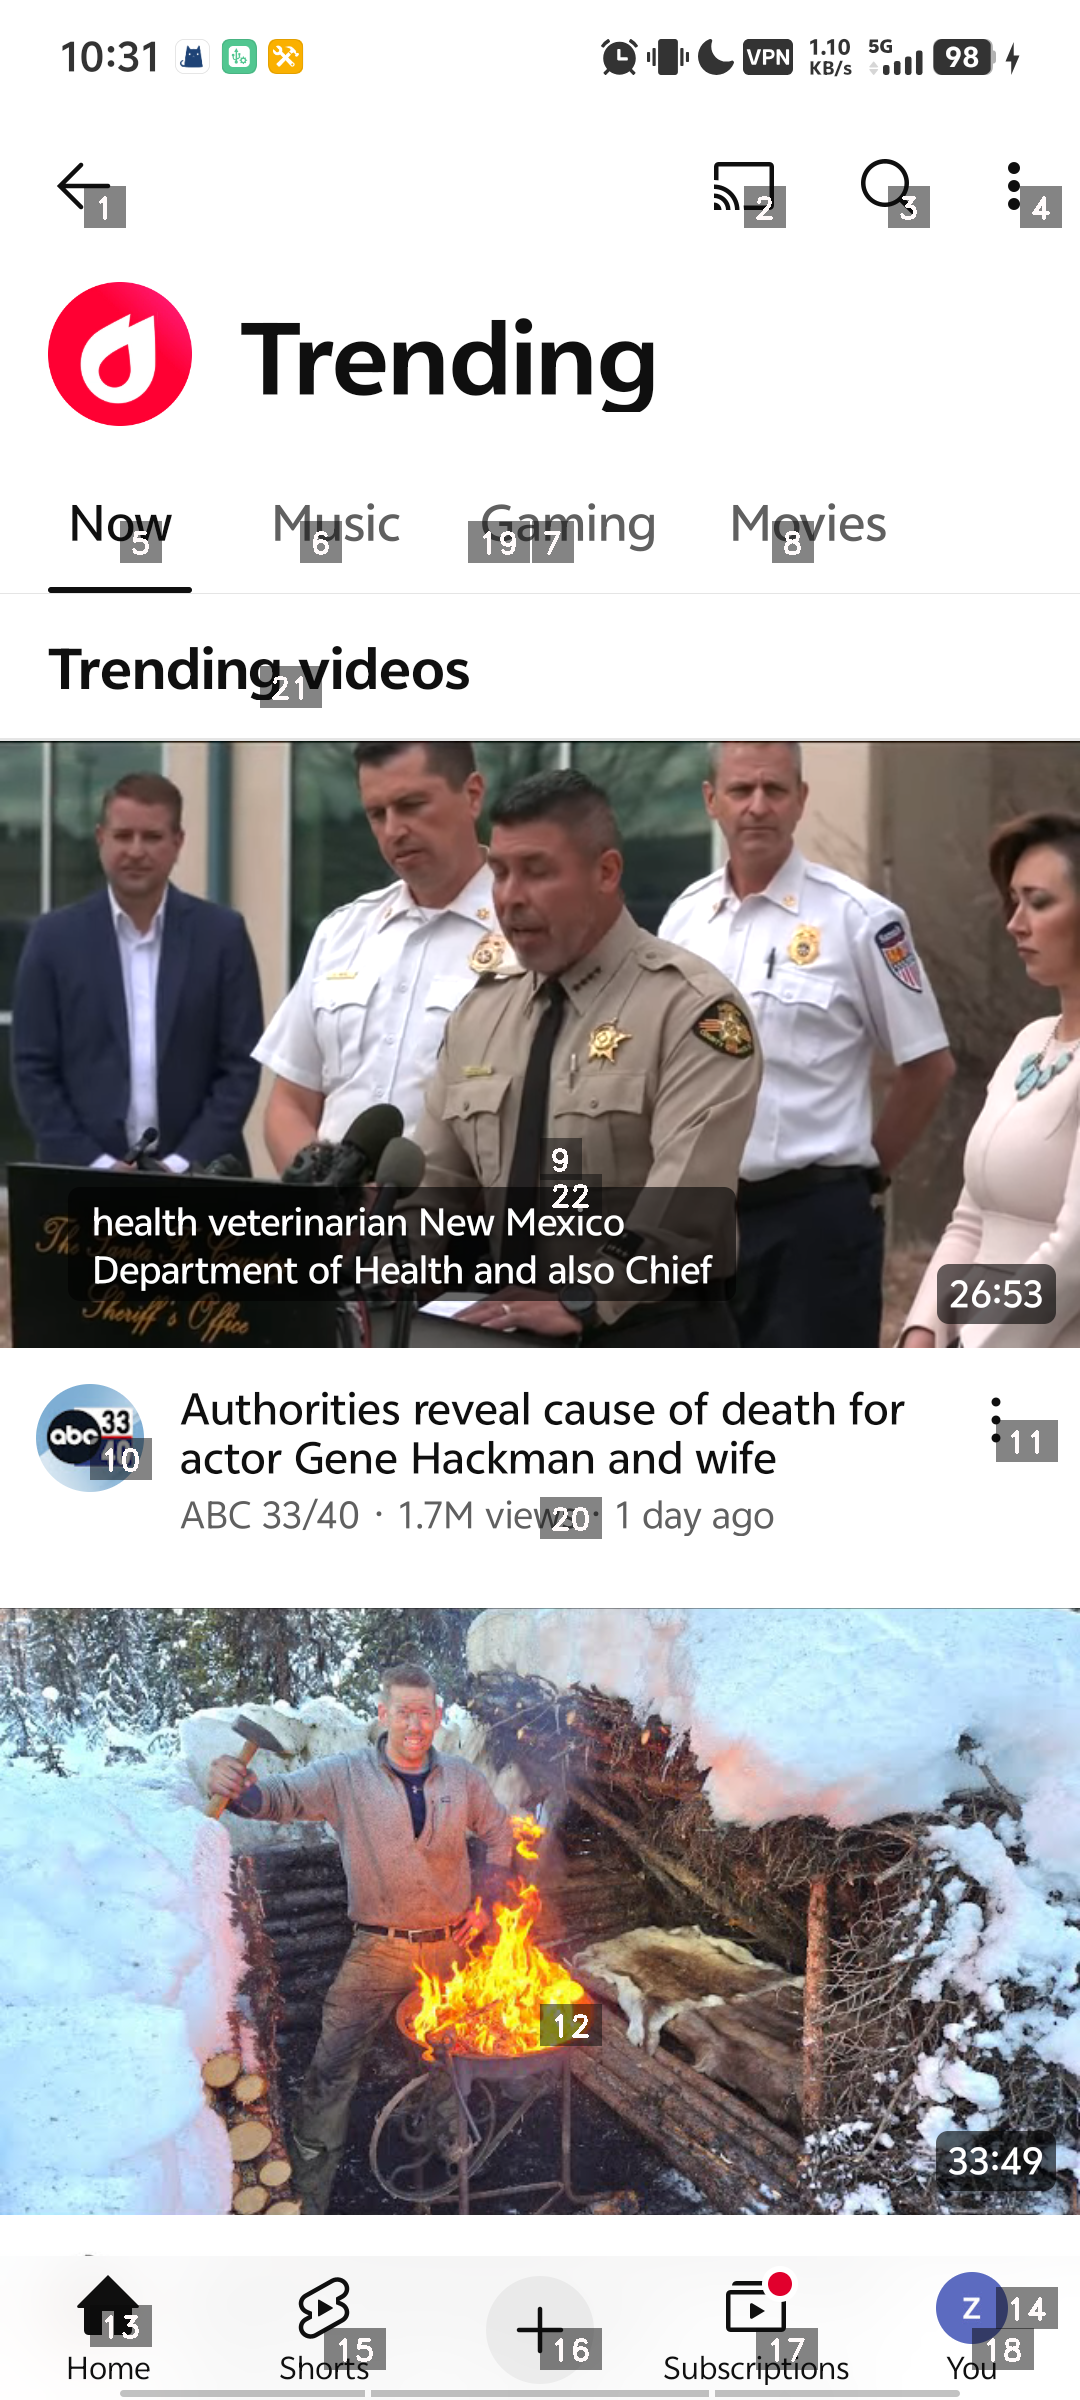 10:31
VPN
1.10
KB/s
5G
98
1
2
3
4
Trending
Now
5
Music
6
Gaming
19
7
Movies
8
Trending videos
21
9
22
health veterinarian New Mexico
Department of Health and also Chief
The Santa Fe County
Sheriff's Office
26:53
abc 33
40
10
Authorities reveal cause of death for
actor Gene Hackman and wife
11
ABC 33/40 · 1.7M views · 1 day ago
20
12
33:49
13
Home
15
Shorts
16
17
Subscriptions
Z
14
18
You